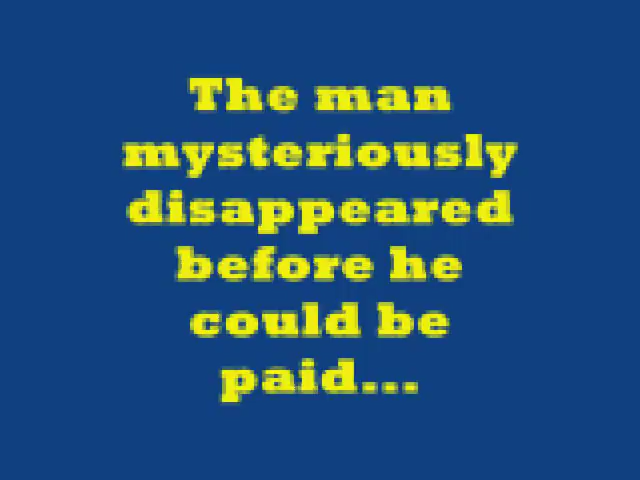 The man
mysteriously
disappeared
before he
could be
paid...